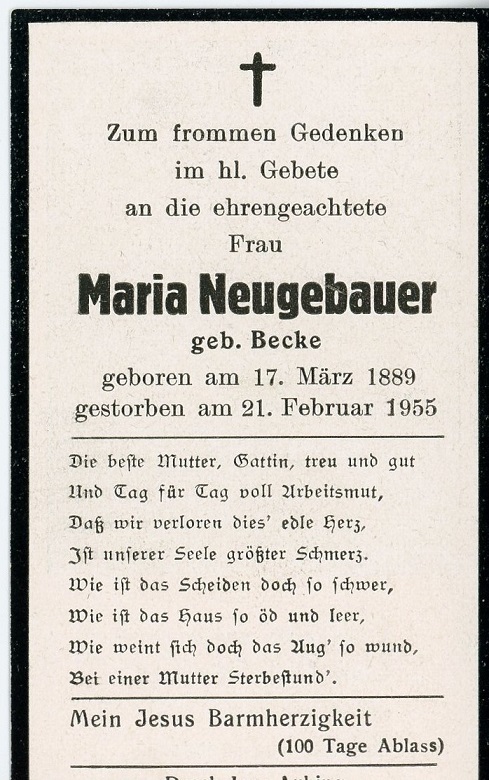 Zum frommen Gedenken
im hl. Gebete
an die ehrengeachtete
Frau
Maria Neugebauer
geb. Becke
geboren am 17. März 1889
gestorben am 21. Februar 1955
Die beste Mutter, Gattin, treu und gut
Und Tag für Tag voll Arbeitsmut,
Daß wir verloren dies' edle Herz,
Ist unserer Seele größter Schmerz.
Wie ist das Scheiden doch so schwer,
Wie ist das Haus so öd und leer,
Wie weint sich doch das Aug' so wund,
Bei einer Mutter Sterbestund'.
Mein Jesus Barmherzigkeit
(100 Tage Ablass)